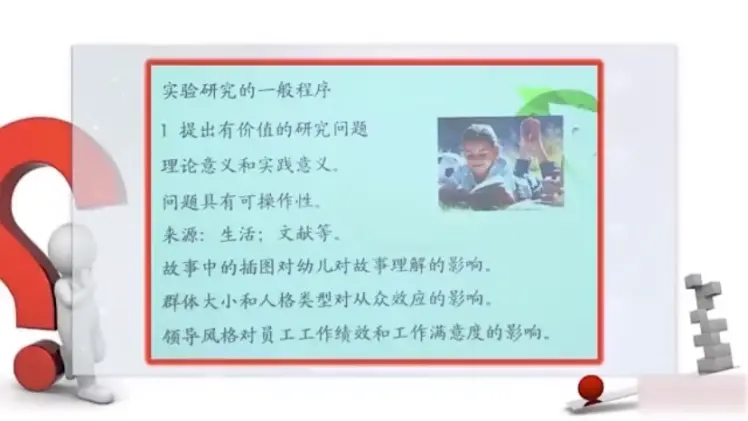 实验研究的一般程序
1 提出有价值的研究问题
理论意义和实践意义。
问题具有可操作性。
来源：生活；文献等。
故事中的插图对幼儿对故事理解的影响。
群体大小和人格类型对从众效应的影响。
领导风格对员工工作绩效和工作满意度的影响。